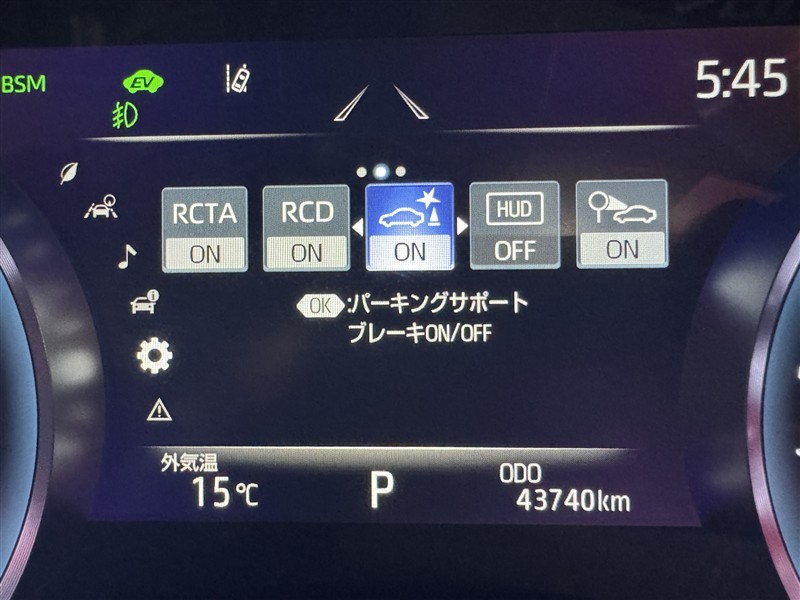 BSM
EV
5:45
RCTA
ON
RCD
ON
ON
HUD
OFF
ON
OK:パーキングサポート
ブレーキON/OFF
外気温
15℃
P
ODO
43740km